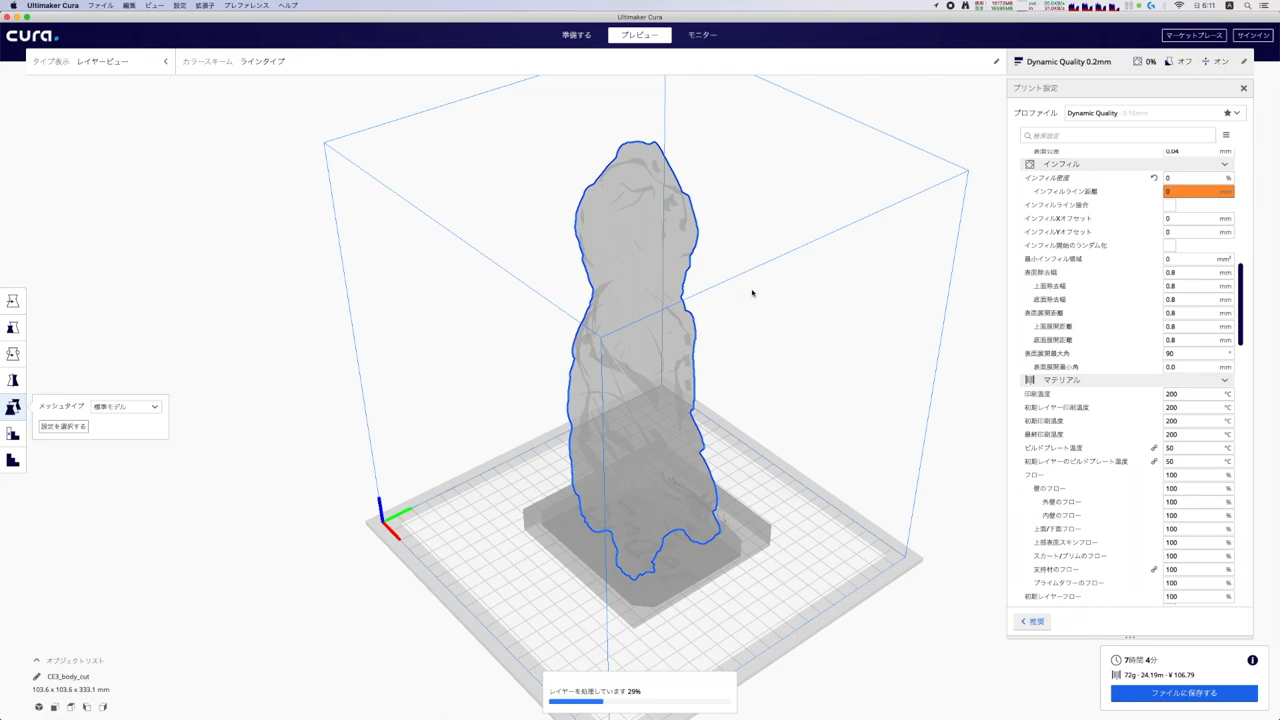 Ultimaker Cura ファイル 編集 ビュー 設定 拡張子 プレファレンス ヘルプ
6:11
Ultimaker Cura
cura.
準備する プレビュー モニター
マーケットプレース サインイン
タイプ表示 レイヤービュー カラースキーム ラインタイプ
Dynamic Quality 0.2mm 0% オフ オン
プリント設定
プロファイル Dynamic Quality - 0.16mm
検索設定
表面公差 0.04 mm
インフィル
インフィル密度 0 %
インフィルライン距離 0 mm
インフィルライン接合
インフィルXオフセット 0 mm
インフィルYオフセット 0 mm
インフィル開始のランダム化
最小インフィル領域 0 mm²
表面除去幅 0.8 mm
上面除去幅 0.8 mm
底面除去幅 0.8 mm
表面展開距離 0.8 mm
上面展開距離 0.8 mm
底面展開距離 0.8 mm
表面展開最大角 90 °
表面展開最小角 0.0 mm
マテリアル
印刷温度 200 °C
初期レイヤー印刷温度 200 °C
初期印刷温度 200 °C
最終印刷温度 200 °C
ビルドプレート温度 50 °C
初期レイヤーのビルドプレート温度 50 °C
フロー 100 %
壁のフロー 100 %
外壁のフロー 100 %
内壁のフロー 100 %
上面/下面フロー 100 %
上部表面スキンフロー 100 %
スカート/ブリムのフロー 100 %
支持材のフロー 100 %
プライムタワーのフロー 100 %
初期レイヤーフロー 100 %
推奨
メッシュタイプ 標準モデル
設定を選択する
オブジェクトリスト
CE3_body_cut
103.6 x 103.6 x 333.1 mm
レイヤーを処理しています 29%
7時間 4分
72g · 24.19m · ¥ 106.79
ファイルに保存する